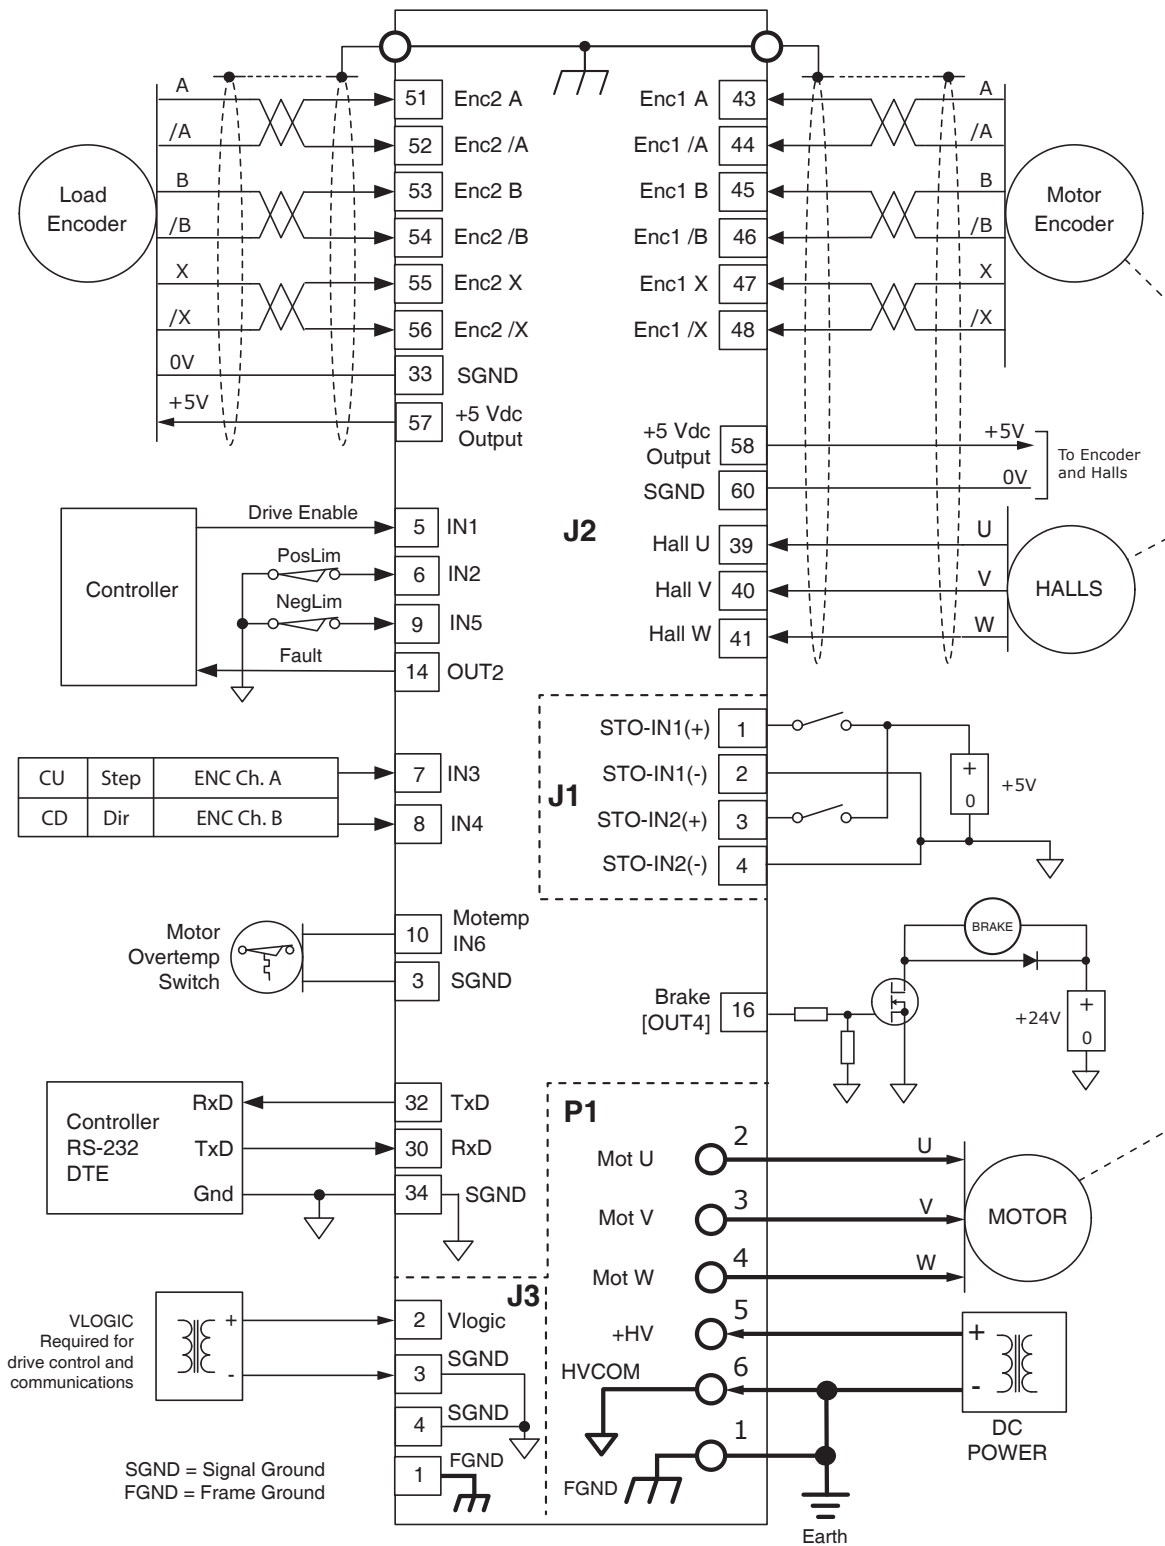 A
51
Enc2 A
/A
52
Enc2 /A
B
53
Enc2 B
/B
54
Enc2 /B
X
55
Enc2 X
/X
56
Enc2 /X
0V
33
SGND
+5V
57
+5 Vdc
Output
Load
Encoder
Enc1 A
43
A
Enc1 /A
44
/A
Enc1 B
45
B
Enc1 /B
46
/B
Enc1 X
47
X
Enc1 /X
48
/X
Motor
Encoder
+5 Vdc
Output
58
+5V
SGND
60
0V
To Encoder
and Halls
J2
Hall U
39
U
Hall V
40
V
Hall W
41
W
HALLS
Controller
Drive Enable
5
IN1
PosLim
6
IN2
NegLim
9
IN5
Fault
14
OUT2
CU
Step
ENC Ch. A
7
IN3
CD
Dir
ENC Ch. B
8
IN4
J1
STO-IN1(+)
1
STO-IN1(-)
2
STO-IN2(+)
3
STO-IN2(-)
4
+
0
+5V
Motor
Overtemp
Switch
10
Motemp
IN6
3
SGND
Brake
[OUT4]
16
BRAKE
+24V
+
0
Controller
RS-232
DTE
RxD
32
TxD
TxD
30
RxD
Gnd
34
SGND
P1
Mot U
2
U
Mot V
3
V
Mot W
4
W
MOTOR
+HV
5
+
HVCOM
6
-
DC
POWER
FGND
1
Earth
J3
VLOGIC
Required for
drive control and
communications
+
-
2
Vlogic
3
SGND
4
SGND
1
FGND
SGND = Signal Ground
FGND = Frame Ground